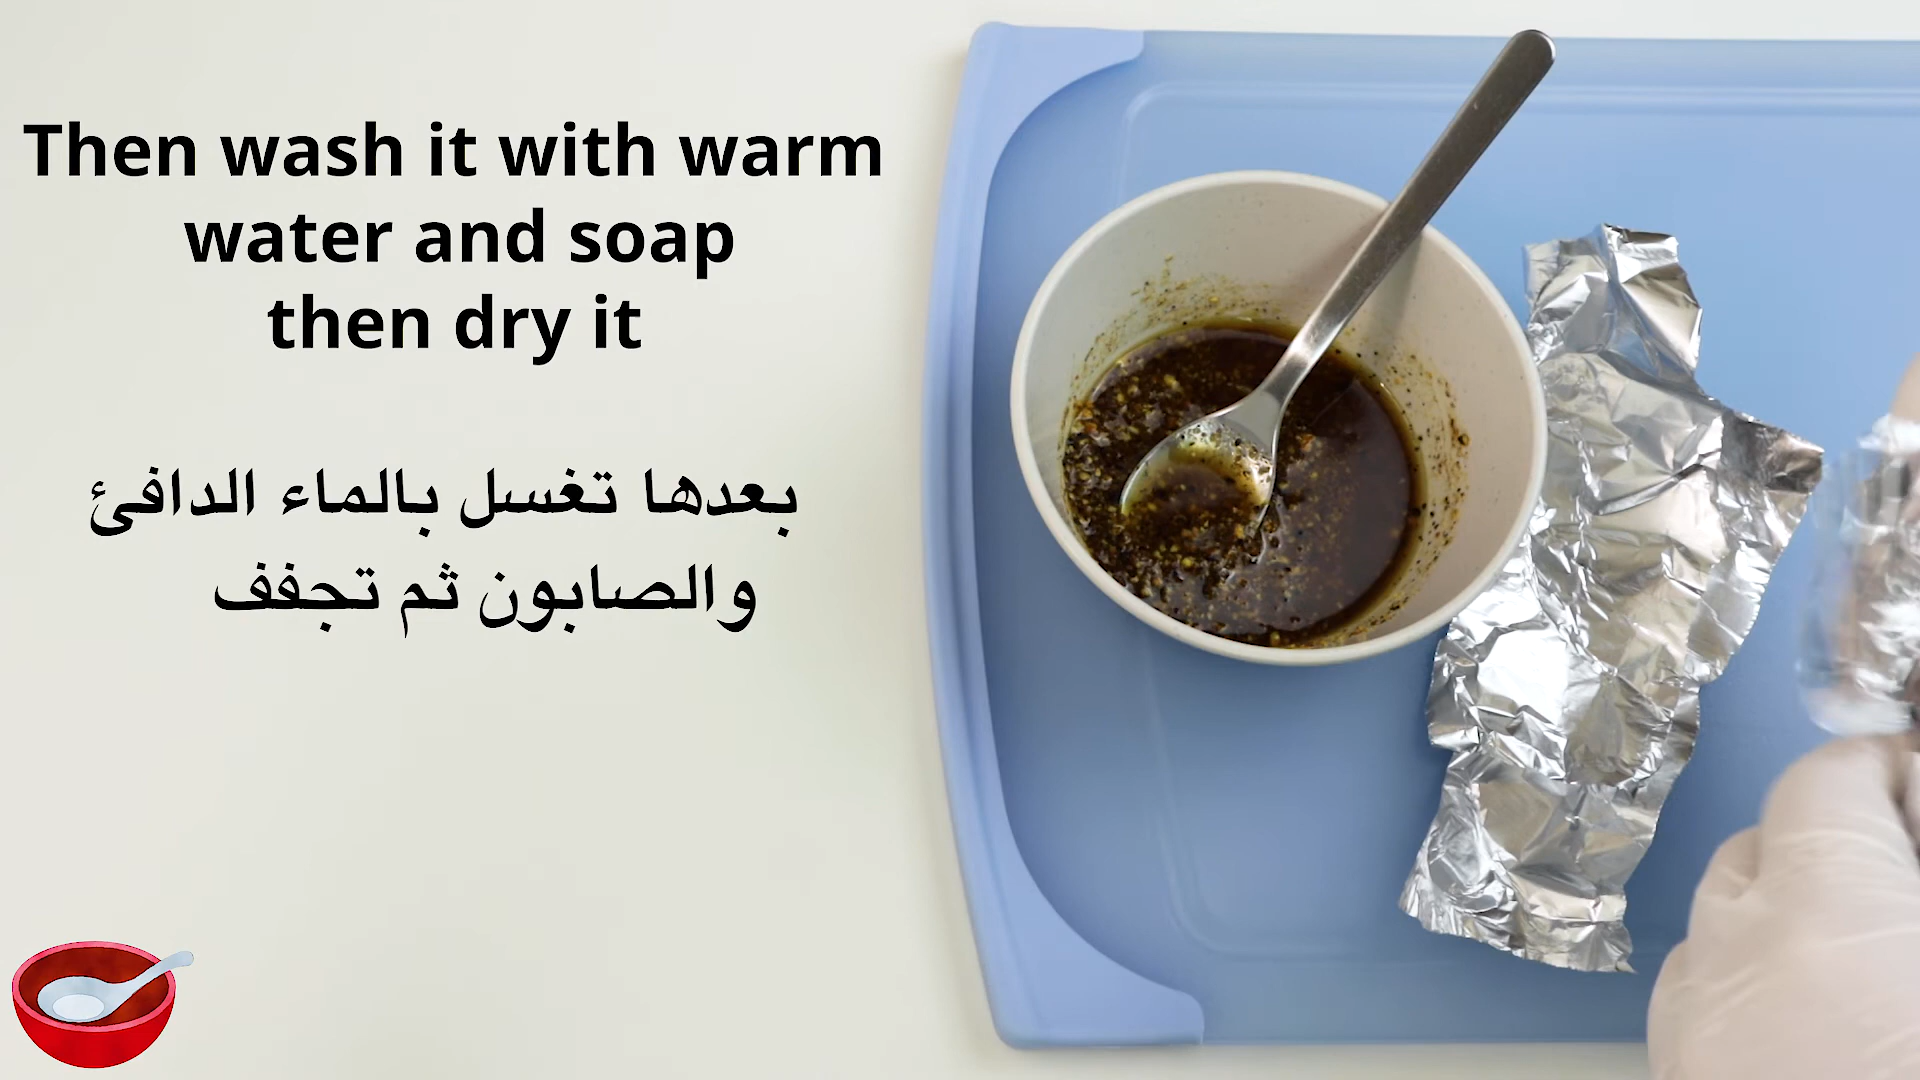 Then wash it with warm
water and soap
then dry it
بعدها تغسل بالماء الدافئ
والصابون ثم تجفف